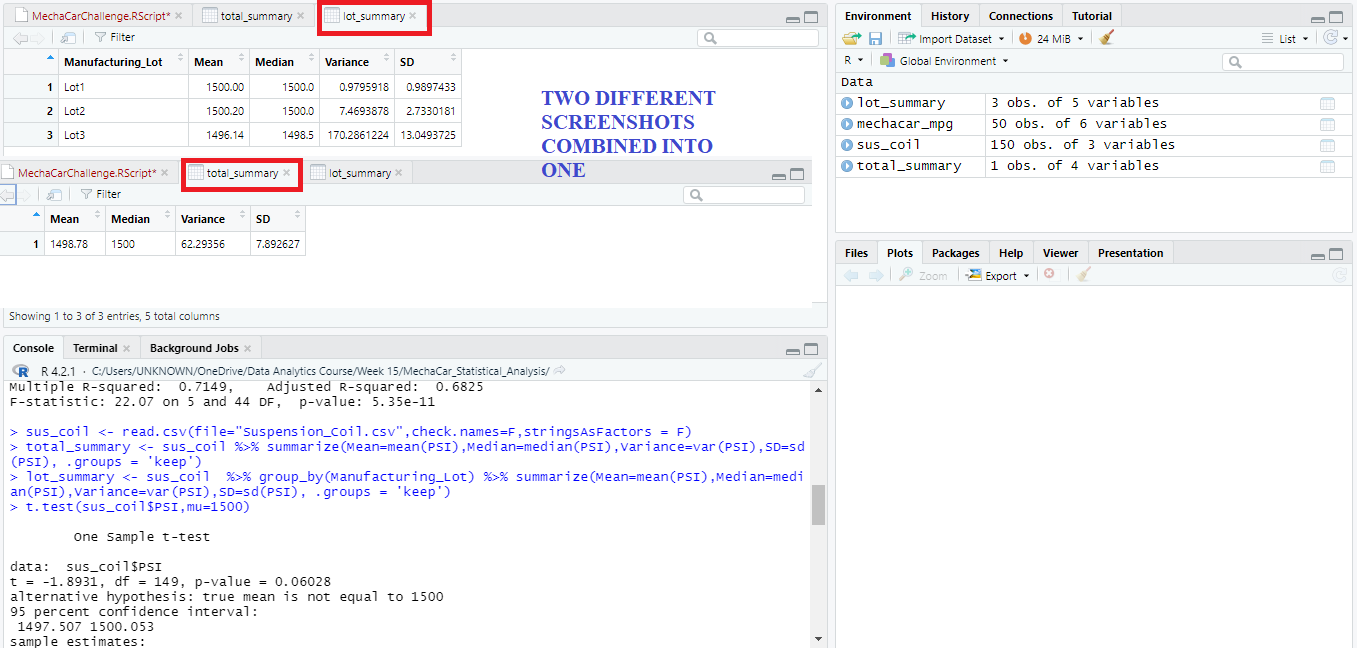 MechaCarChallenge.RScript* total_summary lot_summary
Filter
Manufacturing_Lot Mean Median Variance SD
1 Lot1 1500.00 1500.0 0.9795918 0.9897433
2 Lot2 1500.20 1500.0 7.4693878 2.7330181
3 Lot3 1496.14 1498.5 170.2861224 13.0493725
TWO DIFFERENT
SCREENSHOTS
COMBINED INTO
ONE
MechaCarChallenge.RScript* total_summary lot_summary
Filter
Mean Median Variance SD
1 1498.78 1500 62.29356 7.892627
Showing 1 to 3 of 3 entries, 5 total columns
Console Terminal Background Jobs
R R 4.2.1 · C:/Users/UNKNOWN/OneDrive/Data Analytics Course/Week 15/MechaCar_Statistical_Analysis/
Multiple R-squared:  0.7149,    Adjusted R-squared:  0.6825
F-statistic: 22.07 on 5 and 44 DF,  p-value: 5.35e-11
> sus_coil <- read.csv(file="Suspension_Coil.csv",check.names=F,stringsAsFactors = F)
> total_summary <- sus_coil %>% summarize(Mean=mean(PSI),Median=median(PSI),Variance=var(PSI),SD=sd
(PSI), .groups = 'keep')
> lot_summary <- sus_coil  %>% group_by(Manufacturing_Lot) %>% summarize(Mean=mean(PSI),Median=medi
an(PSI),Variance=var(PSI),SD=sd(PSI), .groups = 'keep')
> t.test(sus_coil$PSI,mu=1500)
One Sample t-test
data:  sus_coil$PSI
t = -1.8931, df = 149, p-value = 0.06028
alternative hypothesis: true mean is not equal to 1500
95 percent confidence interval:
1497.507 1500.053
sample estimates:
Environment History Connections Tutorial
Import Dataset 24 MiB List
R Global Environment
Data
lot_summary 3 obs. of 5 variables
mechacar_mpg 50 obs. of 6 variables
sus_coil 150 obs. of 3 variables
total_summary 1 obs. of 4 variables
Files Plots Packages Help Viewer Presentation
Zoom Export